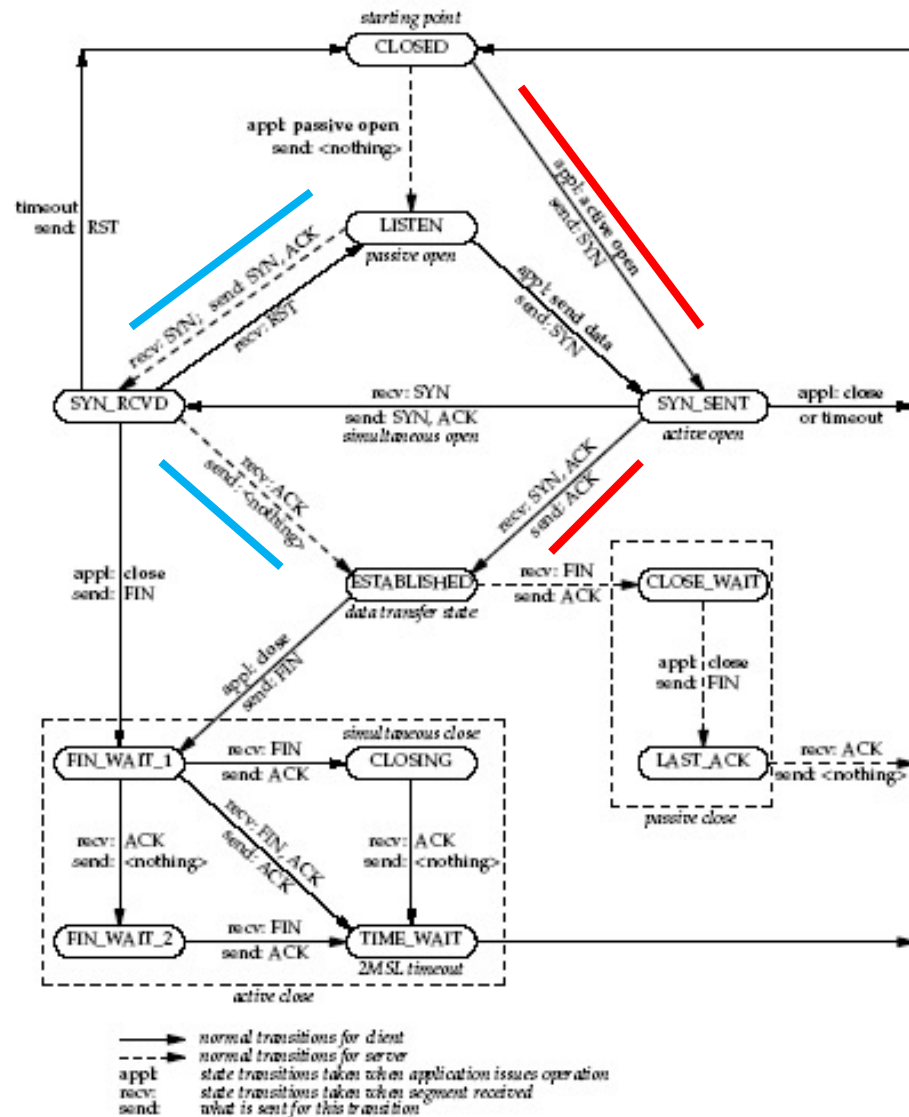 starting point
CLOSED
appl: passive open
send: <nothing>
appl: active open
send: SYN
timeout
send: RST
LISTEN
passive open
recv: SYN; send: SYN, ACK
recv: RST
appl: send data
send: SYN
SYN_RCVD
recv: SYN
send: SYN, ACK
simultaneous open
SYN_SENT
active open
appl: close
or timeout
recv: ACK
send: <nothing>
recv: SYN, ACK
send: ACK
appl: close
send: FIN
ESTABLISHED
data transfer state
recv: FIN
send: ACK
CLOSE_WAIT
appl: close
send: FIN
appl: close
send: FIN
simultaneous close
FIN_WAIT_1
recv: FIN
send: ACK
CLOSING
LAST_ACK
recv: ACK
send: <nothing>
passive close
recv: ACK
send: <nothing>
recv: FIN, ACK
send: ACK
recv: ACK
send: <nothing>
FIN_WAIT_2
recv: FIN
send: ACK
TIME_WAIT
2MSL timeout
active close
normal transitions for client
normal transitions for server
appl: state transitions taken when application issues operation
recv: state transitions taken when segment received
send: what is sent for this transition